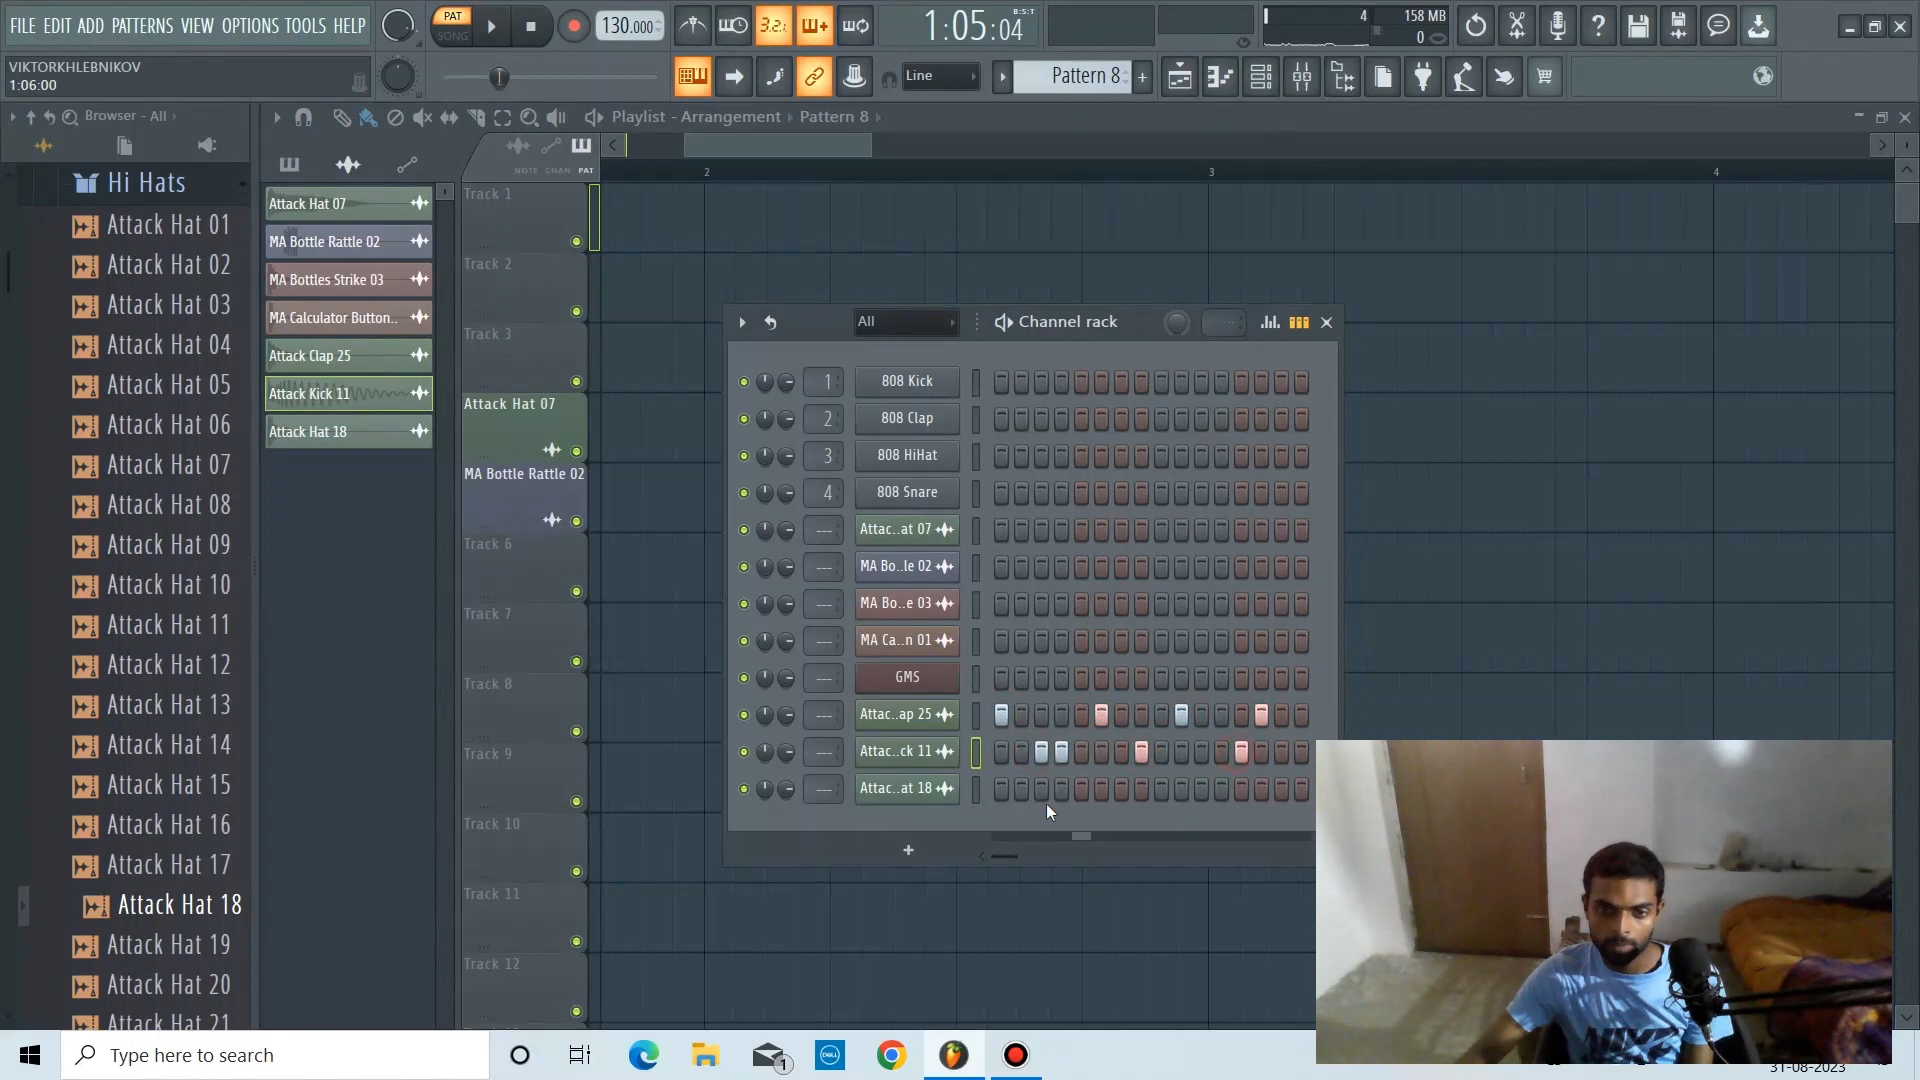 FILE EDIT ADD PATTERNS VIEW OPTIONS TOOLS HELP
VIKTORKHLEBNIKOV
1:06:00
PAT
SONG
130.000
3.2.
1:05:04
B:S:T
4
158 MB
0
Line
Pattern 8
Browser - All
Playlist - Arrangement › Pattern 8
NOTE CHAN PAT
2
3
4
Hi Hats
Attack Hat 01
Attack Hat 02
Attack Hat 03
Attack Hat 04
Attack Hat 05
Attack Hat 06
Attack Hat 07
Attack Hat 08
Attack Hat 09
Attack Hat 10
Attack Hat 11
Attack Hat 12
Attack Hat 13
Attack Hat 14
Attack Hat 15
Attack Hat 16
Attack Hat 17
Attack Hat 18
Attack Hat 19
Attack Hat 20
Attack Hat 21
Attack Hat 07
MA Bottle Rattle 02
MA Bottles Strike 03
MA Calculator Button..
Attack Clap 25
Attack Kick 11
Attack Hat 18
Track 1
Track 2
Track 3
Attack Hat 07
MA Bottle Rattle 02
Track 6
Track 7
Track 8
Track 9
Track 10
Track 11
Track 12
All
Channel rack
1 808 Kick
2 808 Clap
3 808 HiHat
4 808 Snare
--- Attac..at 07
--- MA Bo..le 02
--- MA Bo..e 03
--- MA Ca..n 01
--- GMS
--- Attac..ap 25
--- Attac..ck 11
--- Attac..at 18
+
NIKE
Type here to search
1
DELL
31-08-2023